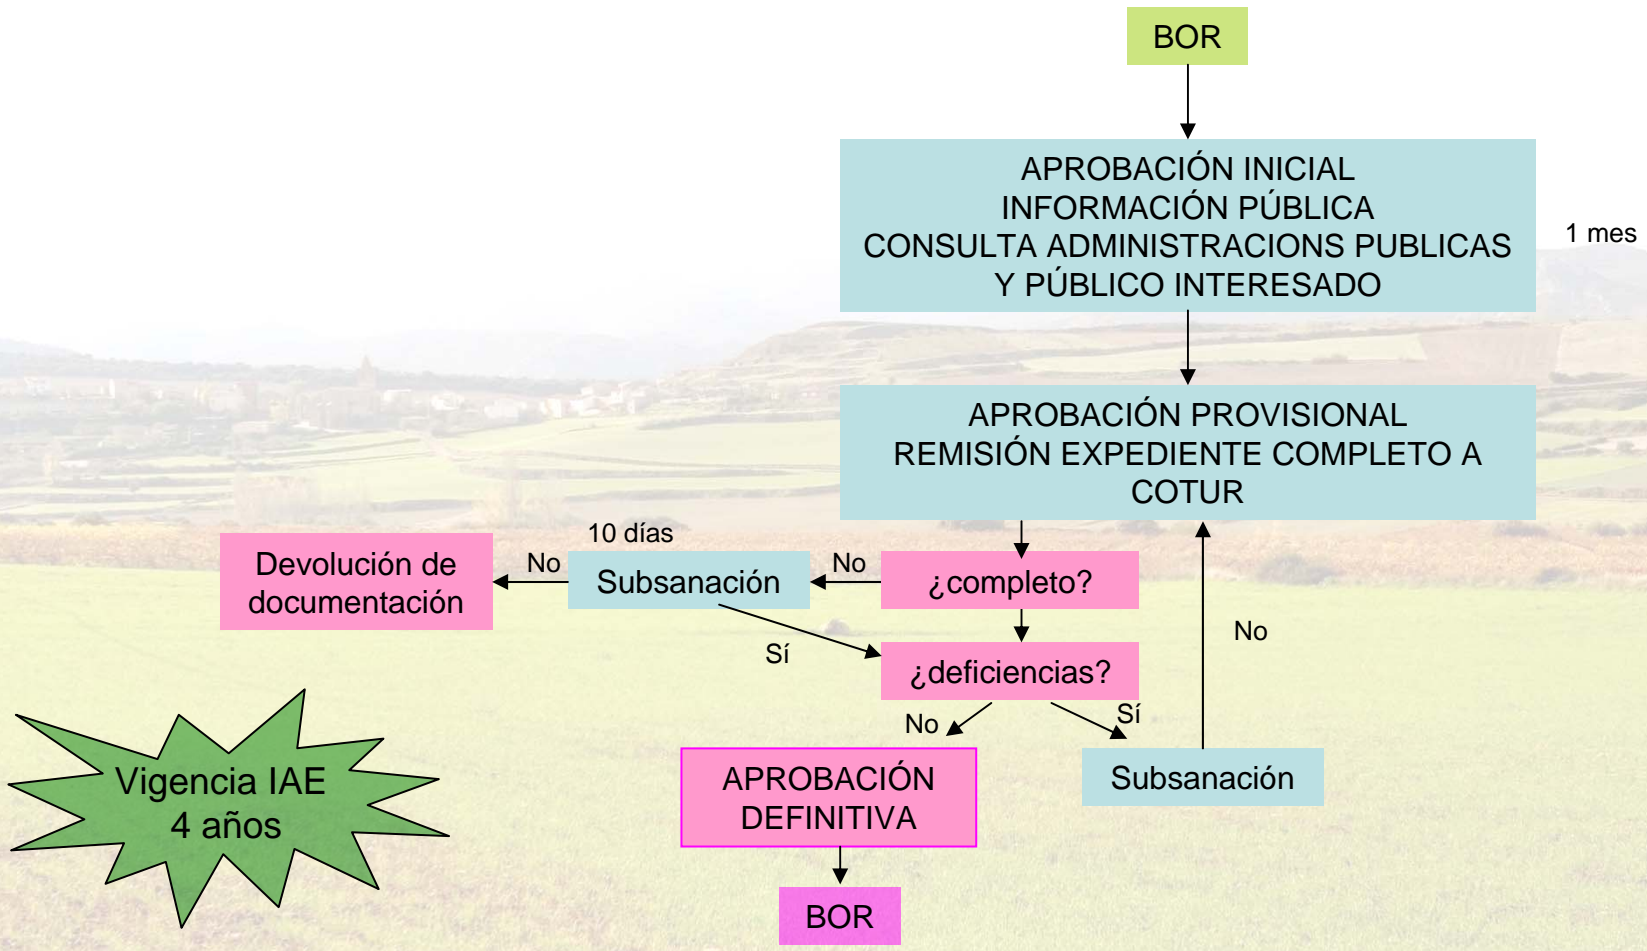 BOR
APROBACIÓN INICIAL
INFORMACIÓN PÚBLICA
CONSULTA ADMINISTRACIONS PUBLICAS
Y PÚBLICO INTERESADO
1 mes
APROBACIÓN PROVISIONAL
REMISIÓN EXPEDIENTE COMPLETO A
COTUR
10 días
Devolución de
documentación
No
Subsanación
No
¿completo?
No
Sí
¿deficiencias?
No
Sí
Vigencia IAE
4 años
APROBACIÓN
DEFINITIVA
Subsanación
BOR